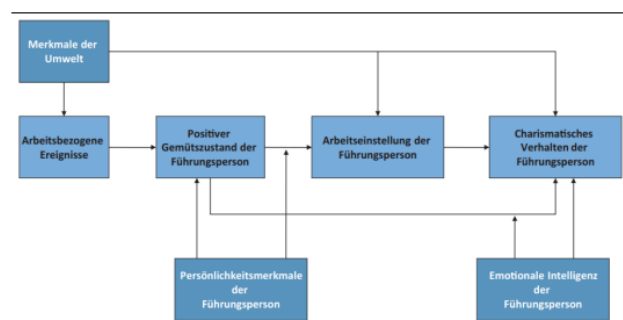 Merkmale der
Umwelt
Arbeitsbezogene
Ereignisse
Positiver
Gemütszustand der
Führungsperson
Arbeitseinstellung der
Führungsperson
Charismatisches
Verhalten der
Führungsperson
Persönlichkeitsmerkmale
der
Führungsperson
Emotionale Intelligenz
der
Führungsperson